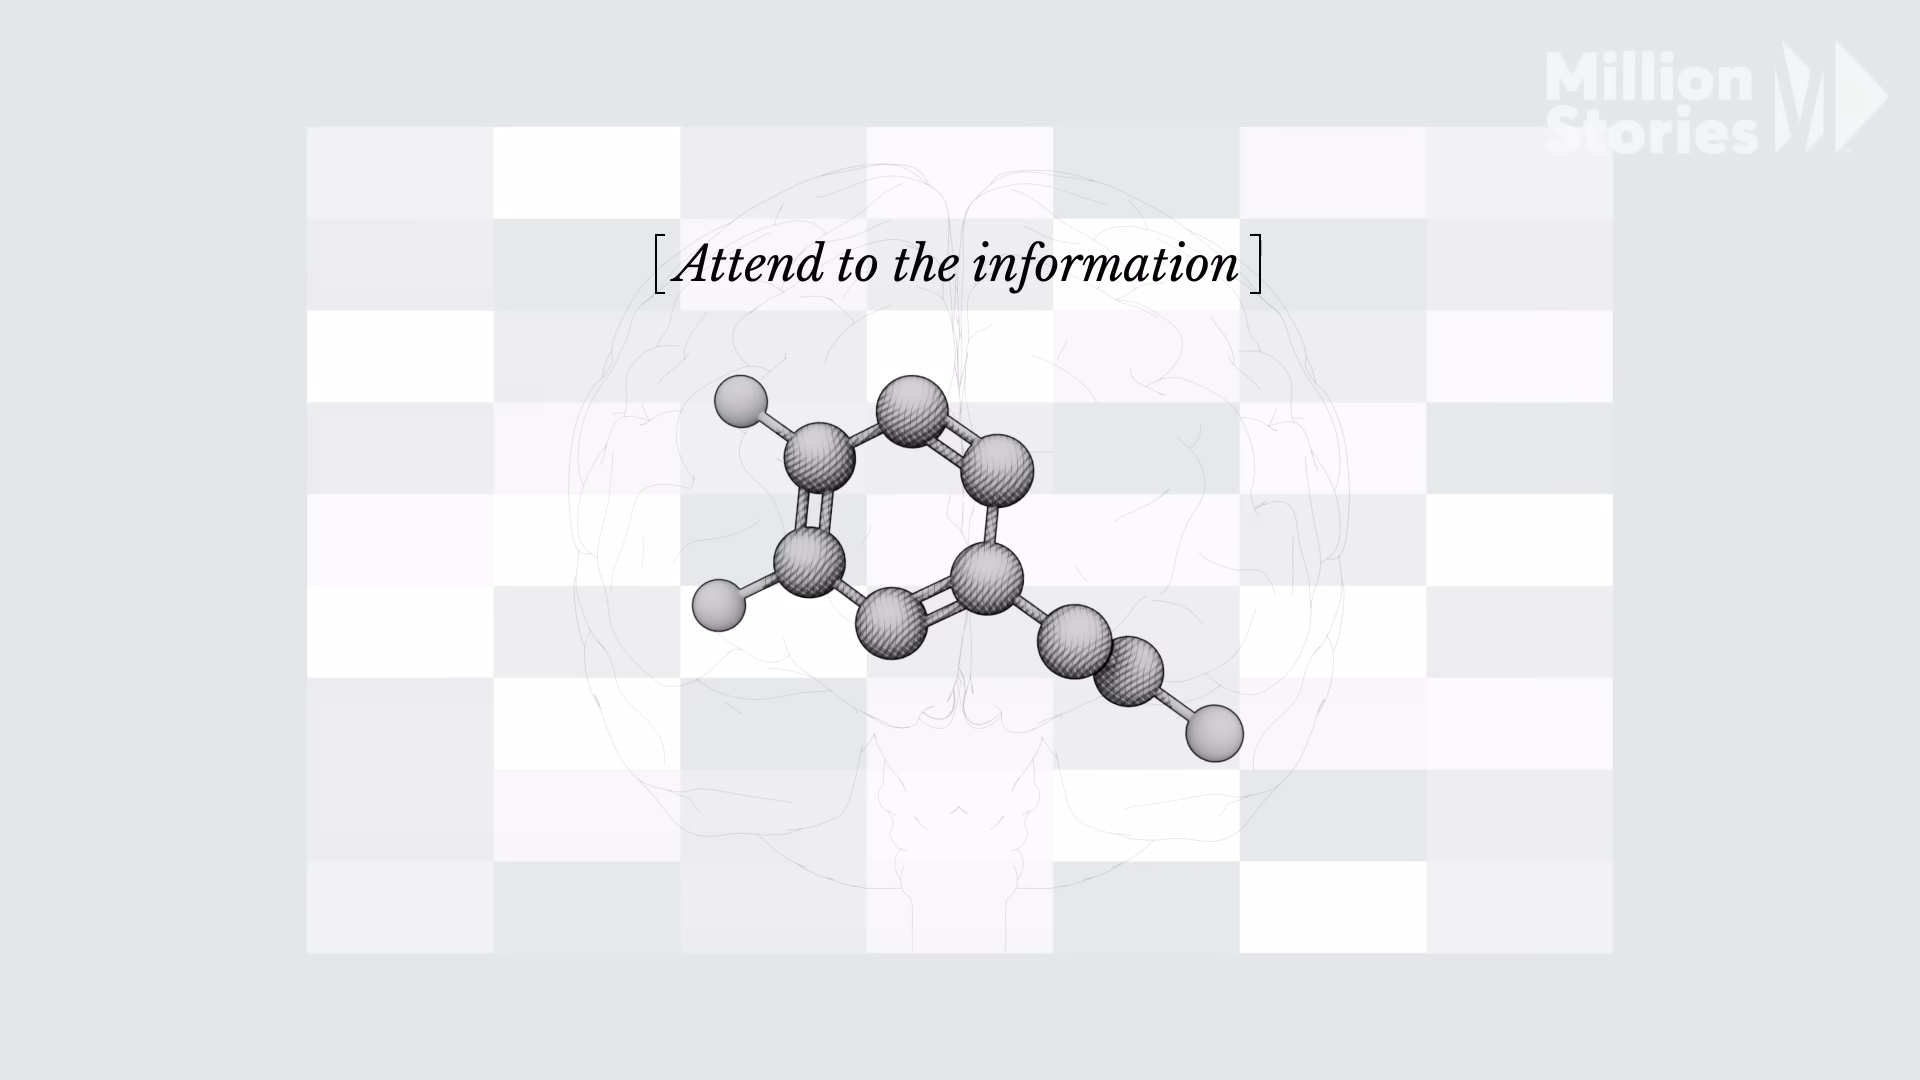 Million
Stories
[Attend to the information]